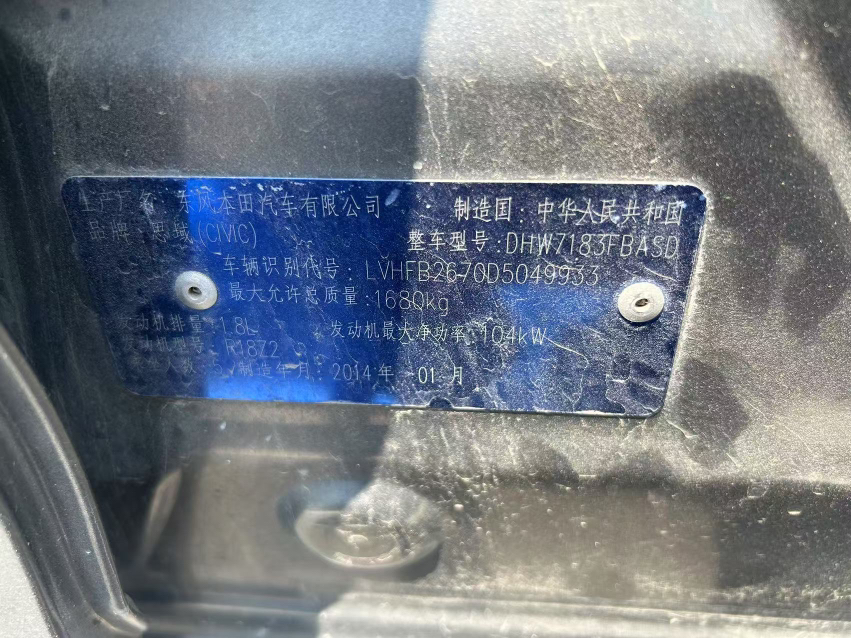 生产厂家 东风本田汽车有限公司 制造国:中华人民共和国
品牌:思域(CIVIC) 整车型号:DHW7183FBASD
车辆识别代号:LVHFB2670D5049933
最大允许总质量:1680kg
发动机排量:1.8L 发动机最大净功率:104kW
发动机型号:R18Z2
人数 5 制造年月:2014年 01月